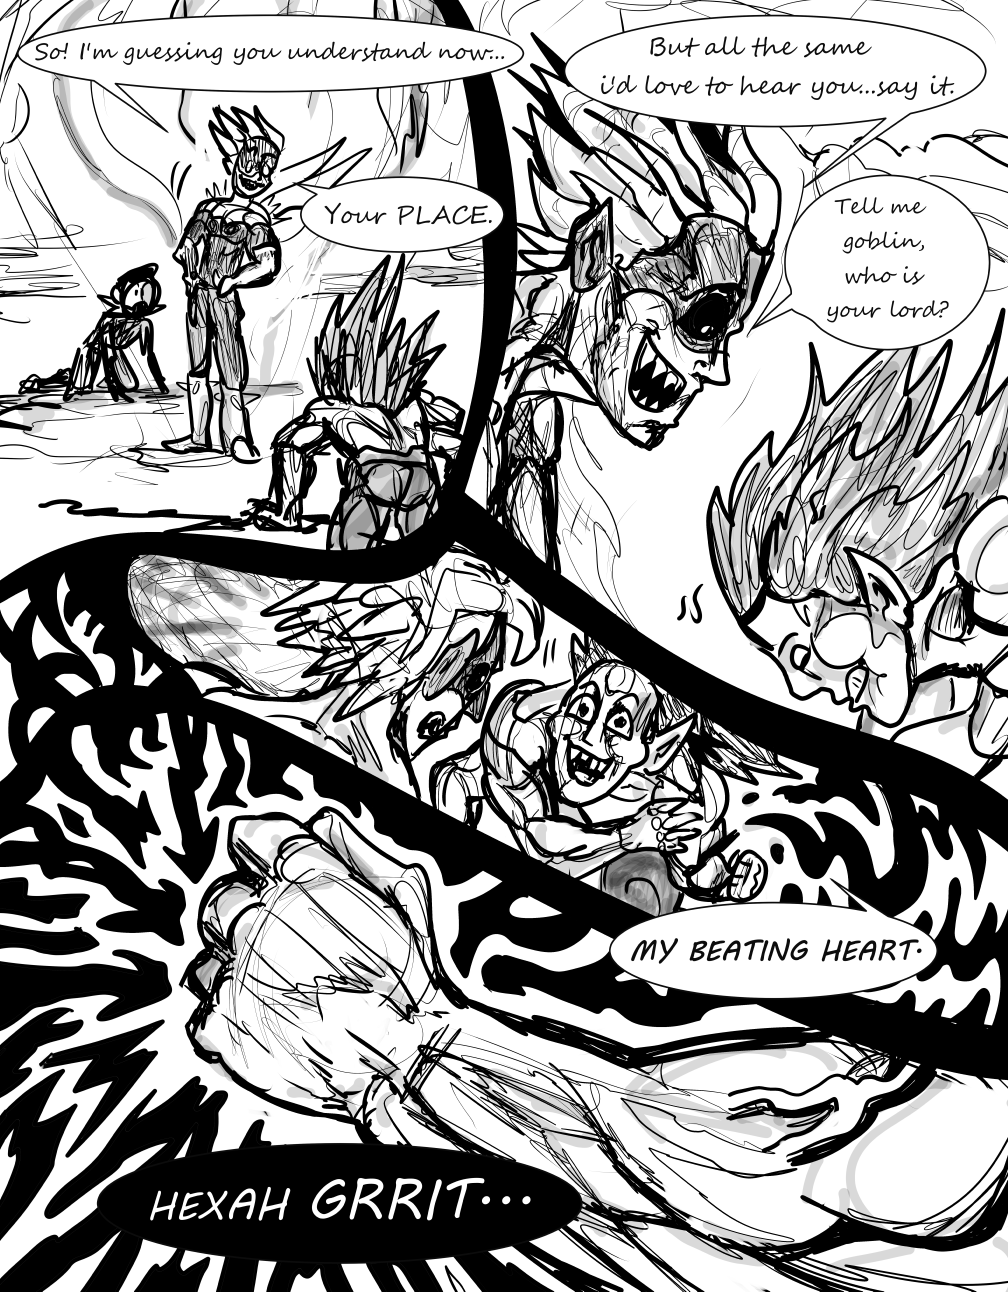 So! I'm guessing you understand now...
Your PLACE.
But all the same
i'd love to hear you...say it.
Tell me
goblin,
who is
your lord?
MY BEATING HEART.
HEXAH GRRIT...